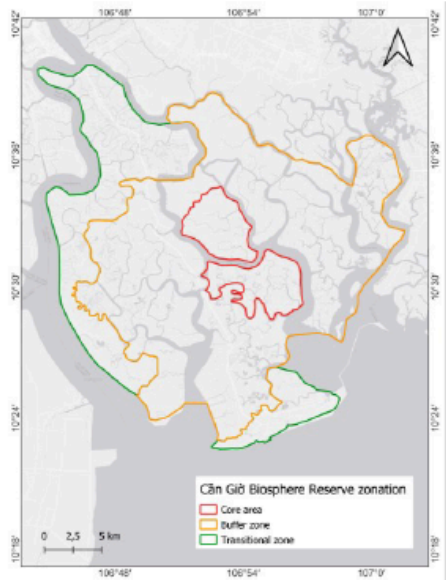 106°48' 106°54' 107°0'
10°42' 10°42'
10°36' 10°36'
10°30' 10°30'
10°24' 10°24'
10°18' 10°18'
Cần Giờ Biosphere Reserve zonation
Core area
Buffer zone
Transitional zone
0 2,5 5 km
106°48' 106°54' 107°0'